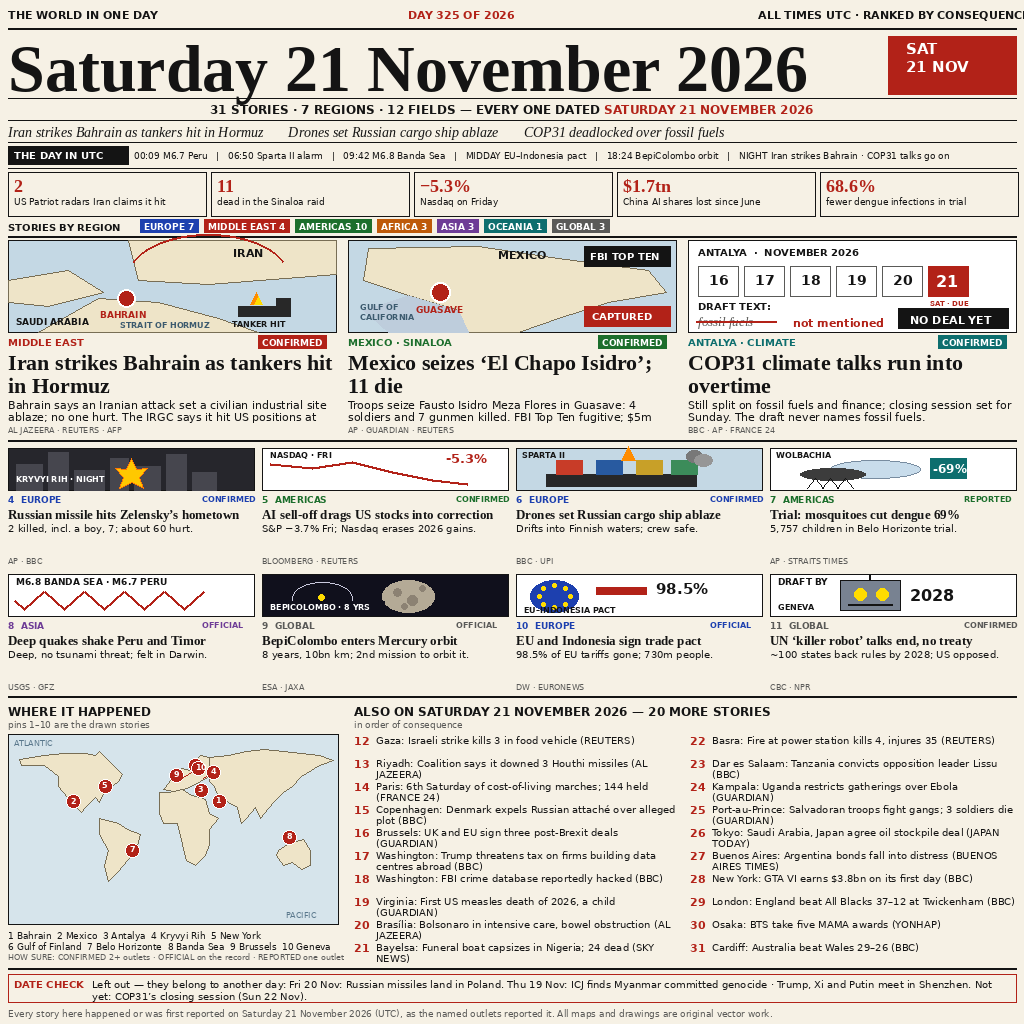 THE WORLD IN ONE DAY
DAY 325 OF 2026
ALL TIMES UTC · RANKED BY CONSEQUENC
Saturday 21 November 2026
SAT
21 NOV
31 STORIES · 7 REGIONS · 12 FIELDS — EVERY ONE DATED SATURDAY 21 NOVEMBER 2026
Iran strikes Bahrain as tankers hit in Hormuz Drones set Russian cargo ship ablaze COP31 deadlocked over fossil fuels
THE DAY IN UTC 00:09 M6.7 Peru | 06:50 Sparta II alarm | 09:42 M6.8 Banda Sea | MIDDAY EU–Indonesia pact | 18:24 BepiColombo orbit | NIGHT Iran strikes Bahrain · COP31 talks go on
2
US Patriot radars Iran claims it hit
11
dead in the Sinaloa raid
−5.3%
Nasdaq on Friday
$1.7tn
China AI shares lost since June
68.6%
fewer dengue infections in trial
STORIES BY REGION EUROPE 7 MIDDLE EAST 4 AMERICAS 10 AFRICA 3 ASIA 3 OCEANIA 1 GLOBAL 3
IRAN
BAHRAIN
SAUDI ARABIA
STRAIT OF HORMUZ
TANKER HIT
MIDDLE EAST
CONFIRMED
Iran strikes Bahrain as tankers hit
in Hormuz
Bahrain says an Iranian attack set a civilian industrial site
ablaze; no one hurt. The IRGC says it hit US positions at
AL JAZEERA · REUTERS · AFP
MEXICO
FBI TOP TEN
GULF OF
CALIFORNIA
GUASAVE
CAPTURED
MEXICO · SINALOA
CONFIRMED
Mexico seizes ‘El Chapo Isidro’;
11 die
Troops seize Fausto Isidro Meza Flores in Guasave: 4
soldiers and 7 gunmen killed. FBI Top Ten fugitive; $5m
AP · GUARDIAN · REUTERS
ANTALYA · NOVEMBER 2026
16 17 18 19 20 21
SAT · DUE
DRAFT TEXT:
fossil fuels
not mentioned
NO DEAL YET
ANTALYA · CLIMATE
CONFIRMED
COP31 climate talks run into
overtime
Still split on fossil fuels and finance; closing session set for
Sunday. The draft never names fossil fuels.
BBC · AP · FRANCE 24
KRYVYI RIH · NIGHT
4 EUROPE
CONFIRMED
Russian missile hits Zelensky’s hometown
2 killed, incl. a boy, 7; about 60 hurt.
AP · BBC
NASDAQ · FRI
-5.3%
5 AMERICAS
CONFIRMED
AI sell-off drags US stocks into correction
S&P −3.7% Fri; Nasdaq erases 2026 gains.
BLOOMBERG · REUTERS
SPARTA II
6 EUROPE
CONFIRMED
Drones set Russian cargo ship ablaze
Drifts into Finnish waters; crew safe.
BBC · UPI
WOLBACHIA
-69%
7 AMERICAS
REPORTED
Trial: mosquitoes cut dengue 69%
5,757 children in Belo Horizonte trial.
AP · STRAITS TIMES
M6.8 BANDA SEA · M6.7 PERU
8 ASIA
OFFICIAL
Deep quakes shake Peru and Timor
Deep, no tsunami threat; felt in Darwin.
USGS · GFZ
BEPICOLOMBO · 8 YRS
9 GLOBAL
OFFICIAL
BepiColombo enters Mercury orbit
8 years, 10bn km; 2nd mission to orbit it.
ESA · JAXA
98.5%
EU–INDONESIA PACT
10 EUROPE
OFFICIAL
EU and Indonesia sign trade pact
98.5% of EU tariffs gone; 730m people.
DW · EURONEWS
DRAFT BY
2028
GENEVA
11 GLOBAL
CONFIRMED
UN ‘killer robot’ talks end, no treaty
~100 states back rules by 2028; US opposed.
CBC · NPR
WHERE IT HAPPENED
pins 1–10 are the drawn stories
ATLANTIC
5
2
9
10
4
3
1
7
8
PACIFIC
1 Bahrain 2 Mexico 3 Antalya 4 Kryvyi Rih 5 New York
6 Gulf of Finland 7 Belo Horizonte 8 Banda Sea 9 Brussels 10 Geneva
HOW SURE: CONFIRMED 2+ outlets · OFFICIAL on the record · REPORTED one outlet
ALSO ON SATURDAY 21 NOVEMBER 2026 — 20 MORE STORIES
in order of consequence
12 Gaza: Israeli strike kills 3 in food vehicle (REUTERS)
13 Riyadh: Coalition says it downed 3 Houthi missiles (AL
JAZEERA)
14 Paris: 6th Saturday of cost-of-living marches; 144 held
(FRANCE 24)
15 Copenhagen: Denmark expels Russian attaché over alleged
plot (BBC)
16 Brussels: UK and EU sign three post-Brexit deals
(GUARDIAN)
17 Washington: Trump threatens tax on firms building data
centres abroad (BBC)
18 Washington: FBI crime database reportedly hacked (BBC)
19 Virginia: First US measles death of 2026, a child
(GUARDIAN)
20 Brasília: Bolsonaro in intensive care, bowel obstruction (AL
JAZEERA)
21 Bayelsa: Funeral boat capsizes in Nigeria; 24 dead (SKY
NEWS)
22 Basra: Fire at power station kills 4, injures 35 (REUTERS)
23 Dar es Salaam: Tanzania convicts opposition leader Lissu
(BBC)
24 Kampala: Uganda restricts gatherings over Ebola
(GUARDIAN)
25 Port-au-Prince: Salvadoran troops fight gangs; 3 soldiers die
(GUARDIAN)
26 Tokyo: Saudi Arabia, Japan agree oil stockpile deal (JAPAN
TODAY)
27 Buenos Aires: Argentina bonds fall into distress (BUENOS
AIRES TIMES)
28 New York: GTA VI earns $3.8bn on its first day (BBC)
29 London: England beat All Blacks 37–12 at Twickenham (BBC)
30 Osaka: BTS take five MAMA awards (YONHAP)
31 Cardiff: Australia beat Wales 29–26 (BBC)
DATE CHECK Left out — they belong to another day: Fri 20 Nov: Russian missiles land in Poland. Thu 19 Nov: ICJ finds Myanmar committed genocide · Trump, Xi and Putin meet in Shenzhen. Not
yet: COP31's closing session (Sun 22 Nov).
Every story here happened or was first reported on Saturday 21 November 2026 (UTC), as the named outlets reported it. All maps and drawings are original vector work.